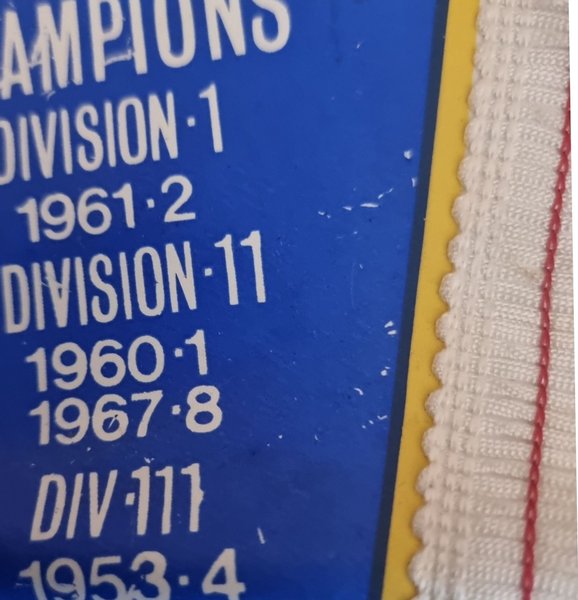 AMPIONS
DIVISION·1
1961·2
DIVISION·11
1960·1
1967·8
DIV·111
1953·4